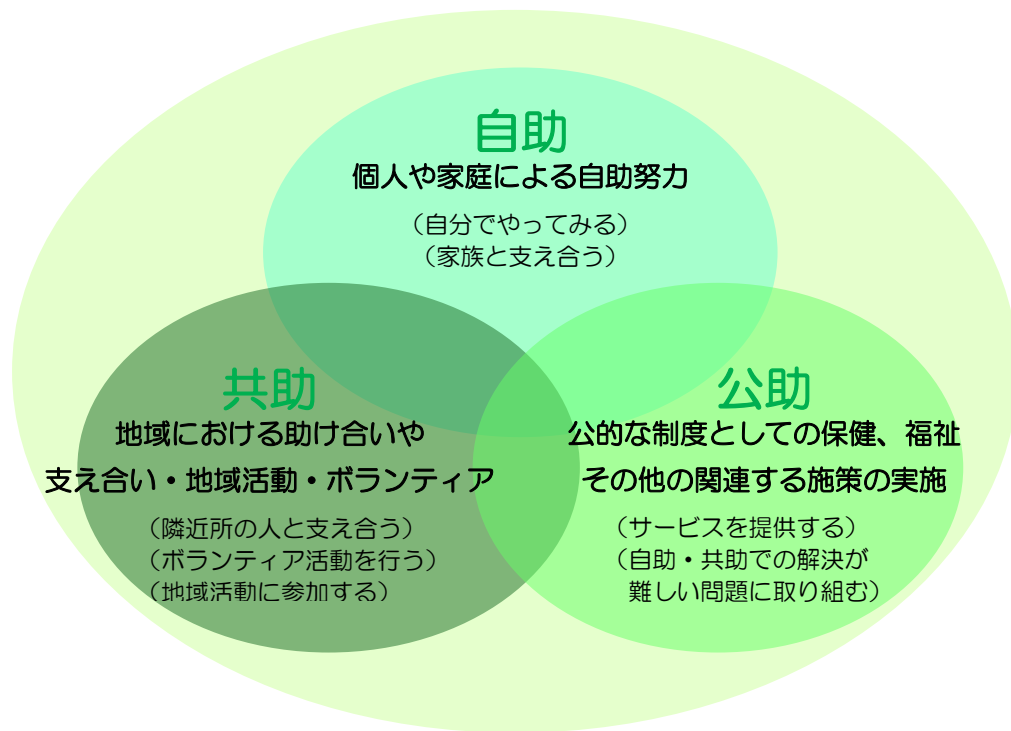 自助
個人や家庭による自助努力
（自分でやってみる）
（家族と支え合う）
共助
地域における助け合いや
支え合い・地域活動・ボランティア
（隣近所の人と支え合う）
（ボランティア活動を行う）
（地域活動に参加する）
公助
公的な制度としての保健、福祉
その他の関連する施策の実施
（サービスを提供する）
（自助・共助での解決が
難しい問題に取り組む）